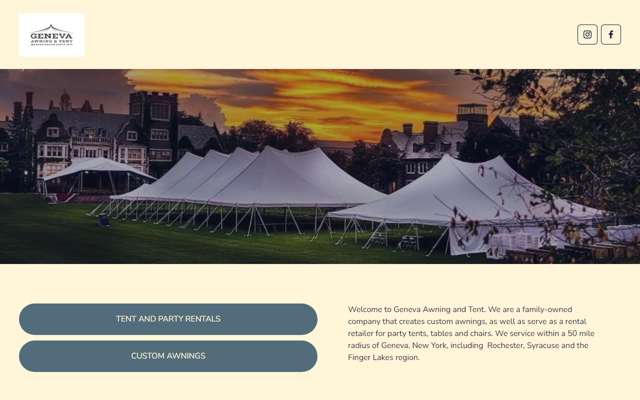 GENEVA
AWNING & TENT
TENT AND PARTY RENTALS
CUSTOM AWNINGS
Welcome to Geneva Awning and Tent. We are a family-owned
company that creates custom awnings, as well as serve as a rental
retailer for party tents, tables and chairs. We service within a 50 mile
radius of Geneva, New York, including  Rochester, Syracuse and the
Finger Lakes region.